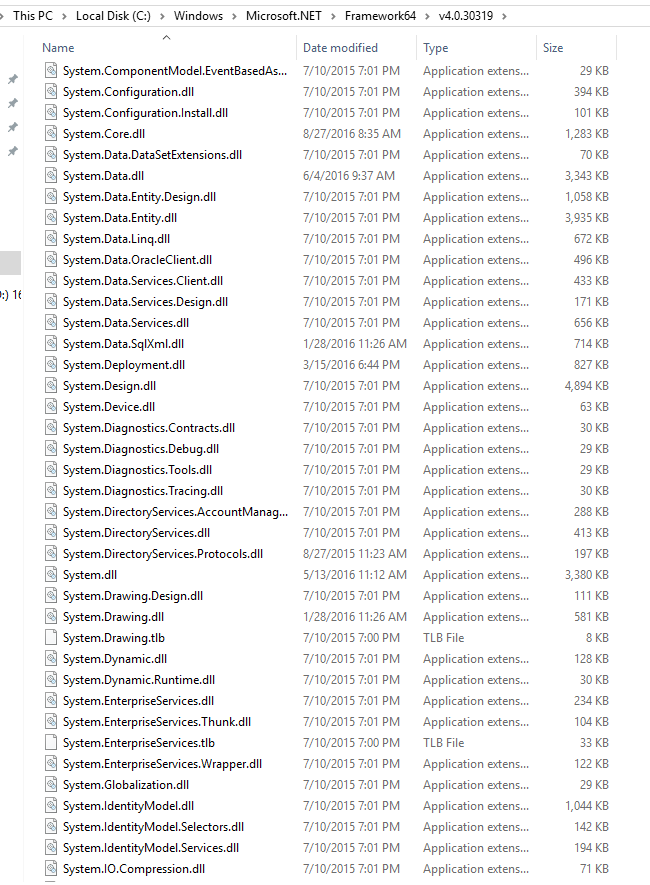 This PC > Local Disk (C:) > Windows > Microsoft.NET > Framework64 > v4.0.30319 >
Name Date modified Type Size
System.ComponentModel.EventBasedAs... 7/10/2015 7:01 PM Application extens... 29 KB
System.Configuration.dll 7/10/2015 7:01 PM Application extens... 394 KB
System.Configuration.Install.dll 7/10/2015 7:01 PM Application extens... 101 KB
System.Core.dll 8/27/2016 8:35 AM Application extens... 1,283 KB
System.Data.DataSetExtensions.dll 7/10/2015 7:01 PM Application extens... 70 KB
System.Data.dll 6/4/2016 9:37 AM Application extens... 3,343 KB
System.Data.Entity.Design.dll 7/10/2015 7:01 PM Application extens... 1,058 KB
System.Data.Entity.dll 7/10/2015 7:01 PM Application extens... 3,935 KB
System.Data.Linq.dll 7/10/2015 7:01 PM Application extens... 672 KB
System.Data.OracleClient.dll 7/10/2015 7:01 PM Application extens... 496 KB
System.Data.Services.Client.dll 7/10/2015 7:01 PM Application extens... 433 KB
System.Data.Services.Design.dll 7/10/2015 7:01 PM Application extens... 171 KB
:) 16
System.Data.Services.dll 7/10/2015 7:01 PM Application extens... 656 KB
System.Data.SqlXml.dll 1/28/2016 11:26 AM Application extens... 714 KB
System.Deployment.dll 3/15/2016 6:44 PM Application extens... 827 KB
System.Design.dll 7/10/2015 7:01 PM Application extens... 4,894 KB
System.Device.dll 7/10/2015 7:01 PM Application extens... 63 KB
System.Diagnostics.Contracts.dll 7/10/2015 7:01 PM Application extens... 30 KB
System.Diagnostics.Debug.dll 7/10/2015 7:01 PM Application extens... 29 KB
System.Diagnostics.Tools.dll 7/10/2015 7:01 PM Application extens... 29 KB
System.Diagnostics.Tracing.dll 7/10/2015 7:01 PM Application extens... 30 KB
System.DirectoryServices.AccountManag... 7/10/2015 7:01 PM Application extens... 288 KB
System.DirectoryServices.dll 7/10/2015 7:01 PM Application extens... 413 KB
System.DirectoryServices.Protocols.dll 8/27/2015 11:23 AM Application extens... 197 KB
System.dll 5/13/2016 11:12 AM Application extens... 3,380 KB
System.Drawing.Design.dll 7/10/2015 7:01 PM Application extens... 111 KB
System.Drawing.dll 1/28/2016 11:26 AM Application extens... 581 KB
System.Drawing.tlb 7/10/2015 7:00 PM TLB File 8 KB
System.Dynamic.dll 7/10/2015 7:01 PM Application extens... 128 KB
System.Dynamic.Runtime.dll 7/10/2015 7:01 PM Application extens... 30 KB
System.EnterpriseServices.dll 7/10/2015 7:01 PM Application extens... 234 KB
System.EnterpriseServices.Thunk.dll 7/10/2015 7:01 PM Application extens... 104 KB
System.EnterpriseServices.tlb 7/10/2015 7:00 PM TLB File 33 KB
System.EnterpriseServices.Wrapper.dll 7/10/2015 7:01 PM Application extens... 122 KB
System.Globalization.dll 7/10/2015 7:01 PM Application extens... 29 KB
System.IdentityModel.dll 7/10/2015 7:01 PM Application extens... 1,044 KB
System.IdentityModel.Selectors.dll 7/10/2015 7:01 PM Application extens... 142 KB
System.IdentityModel.Services.dll 7/10/2015 7:01 PM Application extens... 194 KB
System.IO.Compression.dll 7/10/2015 7:01 PM Application extens... 71 KB